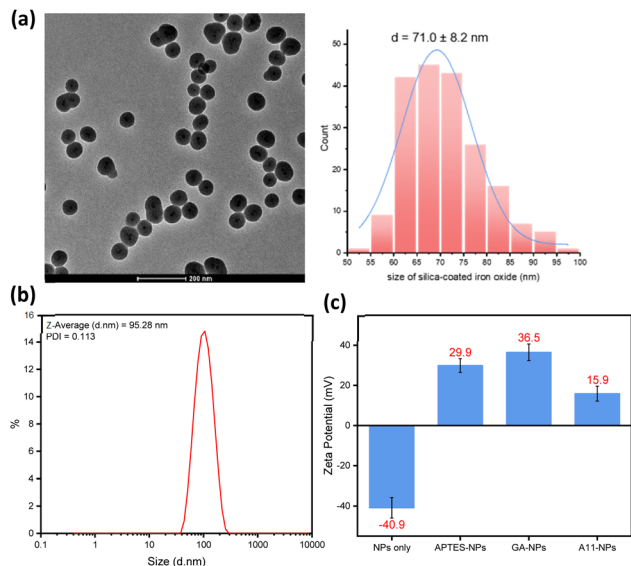 (a)
200 nm
d = 71.0 ± 8.2 nm
Count
50
40
30
20
10
0
50 55 60 65 70 75 80 85 90 95 100
size of silica-coated iron oxide (nm)
(b)
Z-Average (d.nm) = 95.28 nm
PDI = 0.113
%
16
14
12
10
8
6
4
2
0
0.1 1 10 100 1000 10000
Size (d.nm)
(c)
Zeta Potential (mV)
40
20
0
-20
-40
-40.9
29.9
36.5
15.9
NPs only APTES-NPs GA-NPs A11-NPs